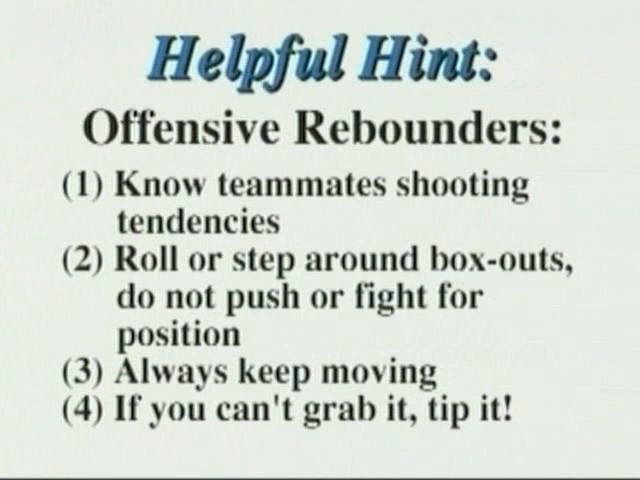 Helpful Hint:
Offensive Rebounders:
(1) Know teammates shooting
tendencies
(2) Roll or step around box-outs,
do not push or fight for
position
(3) Always keep moving
(4) If you can't grab it, tip it!